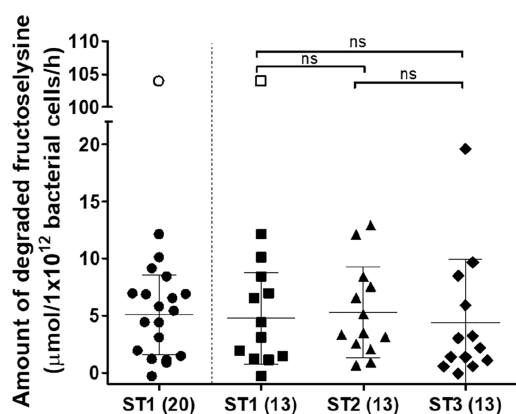 Amount of degraded fructoselysine
(μmol/1x10¹² bacterial cells/h)
110
105
100
20
15
10
5
0
ns
ns
ns
ST1 (20)
ST1 (13)
ST2 (13)
ST3 (13)